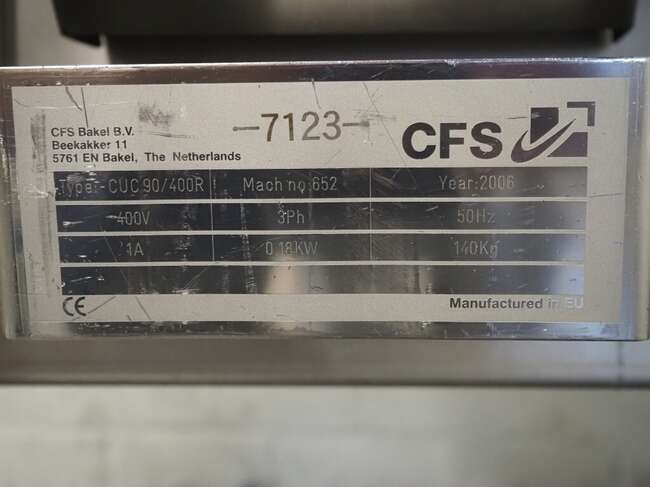 CFS Bakel B.V.
Beekakker 11
5761 EN Bakel, The Netherlands
-7123-
CFS
Type:-CUC 90/400R Mach no.652 Year:2006
400V 3Ph 50Hz
1A 0.18KW 140Kg
CE Manufactured in EU